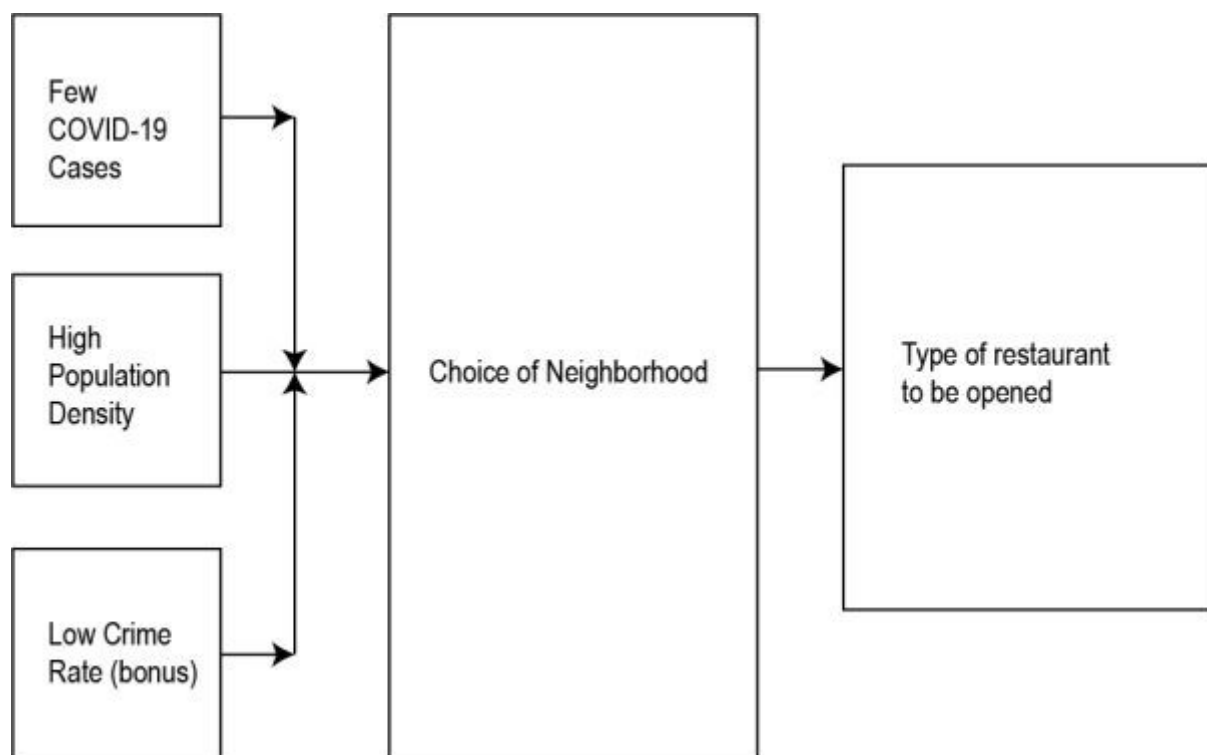 Few
COVID-19
Cases
High
Population
Density
Low Crime
Rate (bonus)
Choice of Neighborhood
Type of restaurant
to be opened